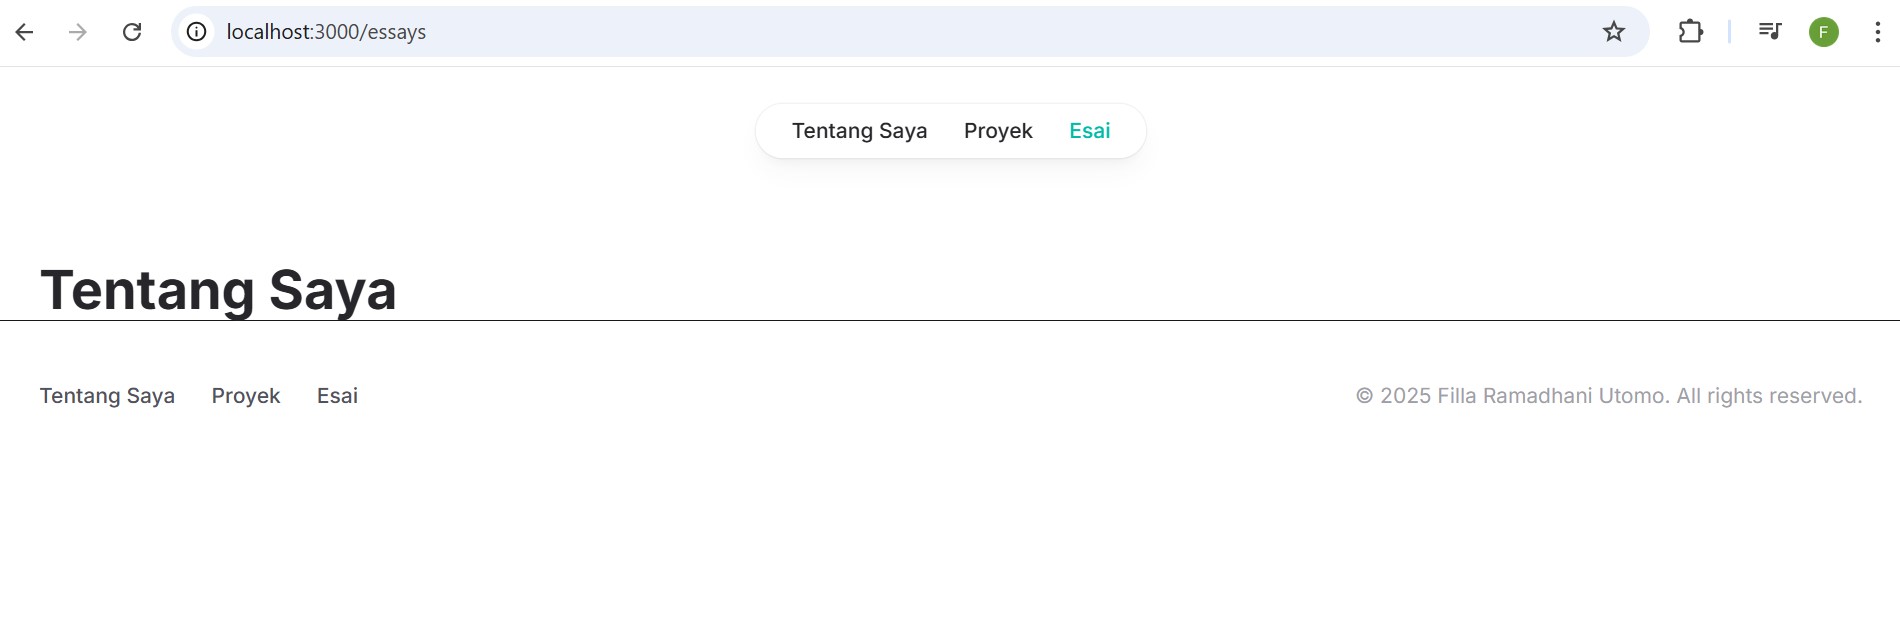 localhost:3000/essays
F
Tentang Saya Proyek Esai
Tentang Saya
Tentang Saya Proyek Esai
© 2025 Filla Ramadhani Utomo. All rights reserved.